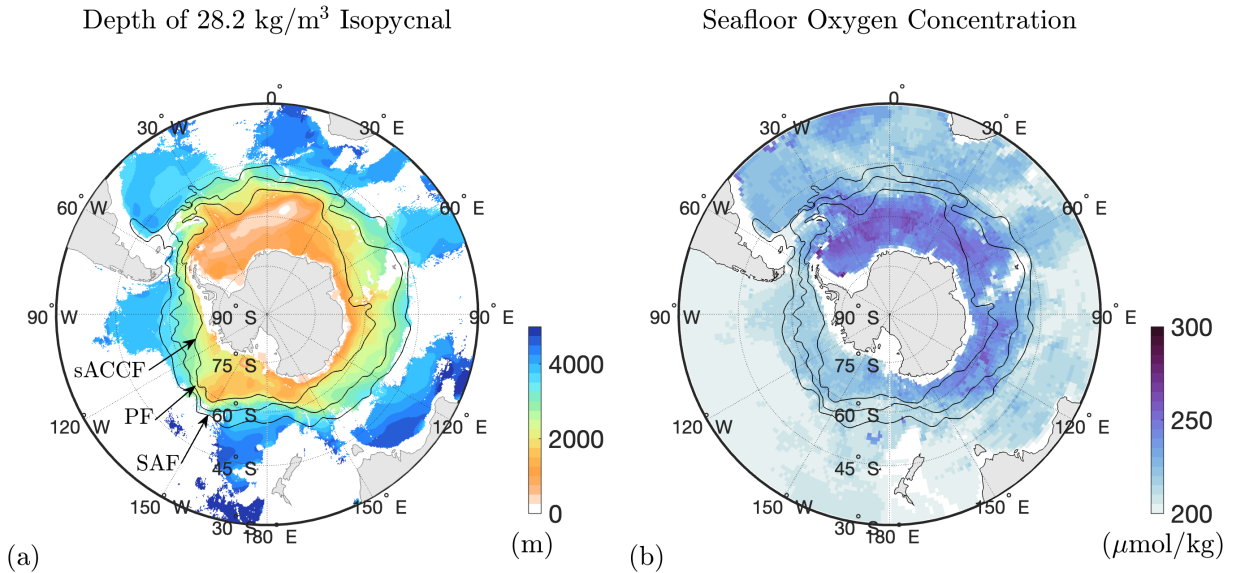 Depth of 28.2 kg/m³ Isopycnal
0°
30° W
30° E
60° W
60° E
90° W
90° S
90° E
75° S
60° S
45° S
30° S
120° W
120° E
150° W
150° E
180° E
sACCF
PF
SAF
4000
2000
0
(m)
(a)
Seafloor Oxygen Concentration
0°
30° W
30° E
60° W
60° E
90° W
90° S
90° E
75° S
60° S
45° S
30° S
120° W
120° E
150° W
150° E
180° E
300
250
200
(μmol/kg)
(b)